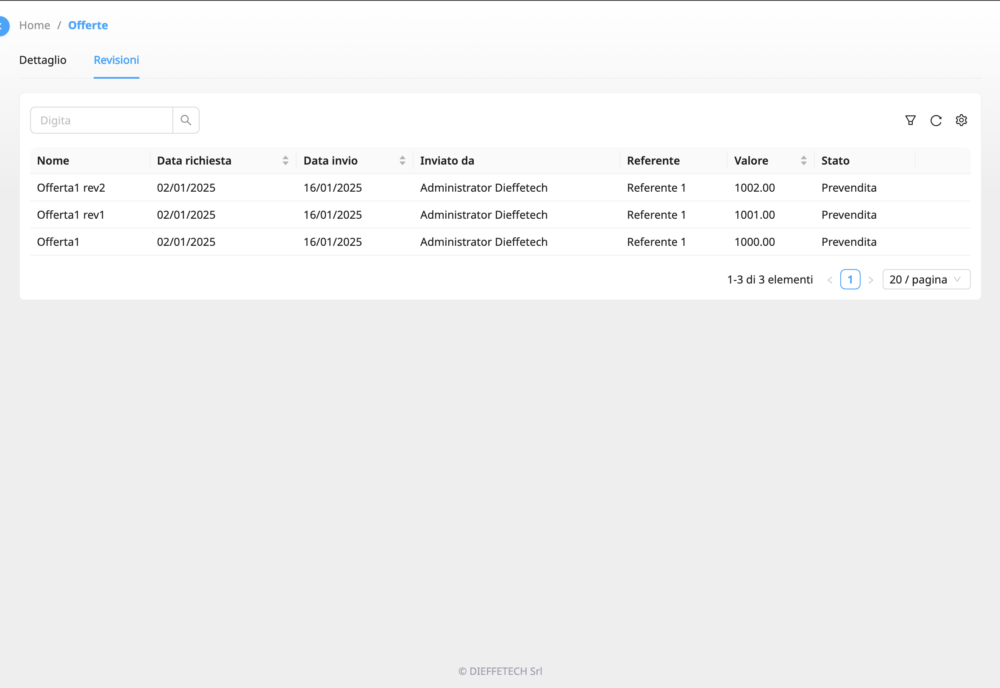 Home / Offerte
Dettaglio Revisioni
Digita
Nome Data richiesta Data invio Inviato da Referente Valore Stato
Offerta1 rev2 02/01/2025 16/01/2025 Administrator Dieffetech Referente 1 1002.00 Prevendita
Offerta1 rev1 02/01/2025 16/01/2025 Administrator Dieffetech Referente 1 1001.00 Prevendita
Offerta1 02/01/2025 16/01/2025 Administrator Dieffetech Referente 1 1000.00 Prevendita
1-3 di 3 elementi < 1 > 20 / pagina
© DIEFFETECH Srl